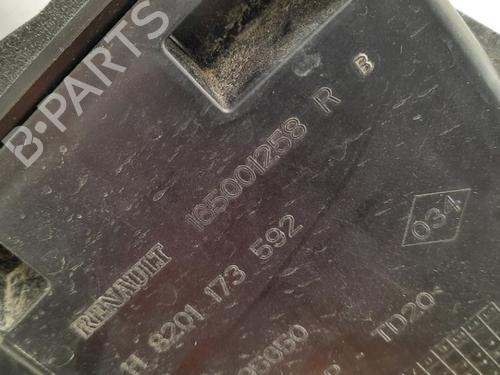 B-PARTS
165001258 R B
034
RENAULT
H 8201 173 592
TD20